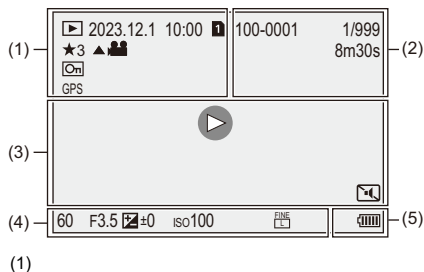 2023.12.1 10:00 1 100-0001 1/999
(1) (2)
★3 8m30s
GPS
(3)
(4) 60 F3.5 ±0 ISO100 FINE L (5)
(1)